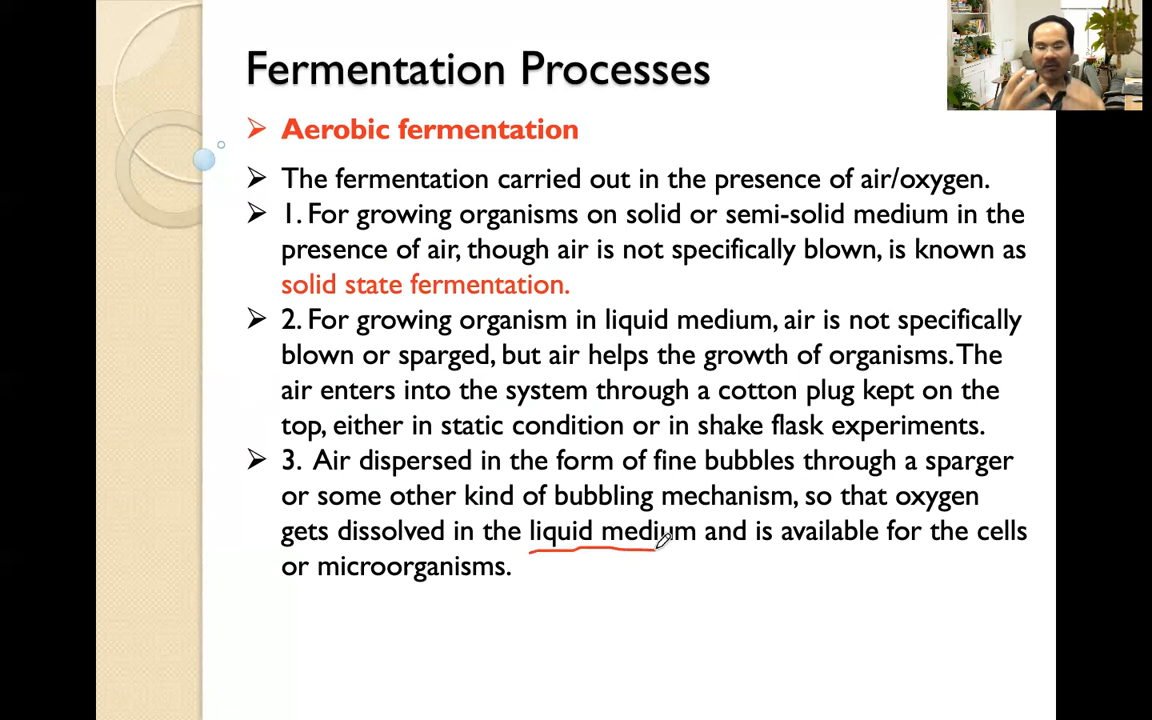 Fermentation Processes
Aerobic fermentation
The fermentation carried out in the presence of air/oxygen.
1. For growing organisms on solid or semi-solid medium in the
presence of air, though air is not specifically blown, is known as
solid state fermentation.
2. For growing organism in liquid medium, air is not specifically
blown or sparged, but air helps the growth of organisms. The
air enters into the system through a cotton plug kept on the
top, either in static condition or in shake flask experiments.
3. Air dispersed in the form of fine bubbles through a sparger
or some other kind of bubbling mechanism, so that oxygen
gets dissolved in the liquid medium and is available for the cells
or microorganisms.